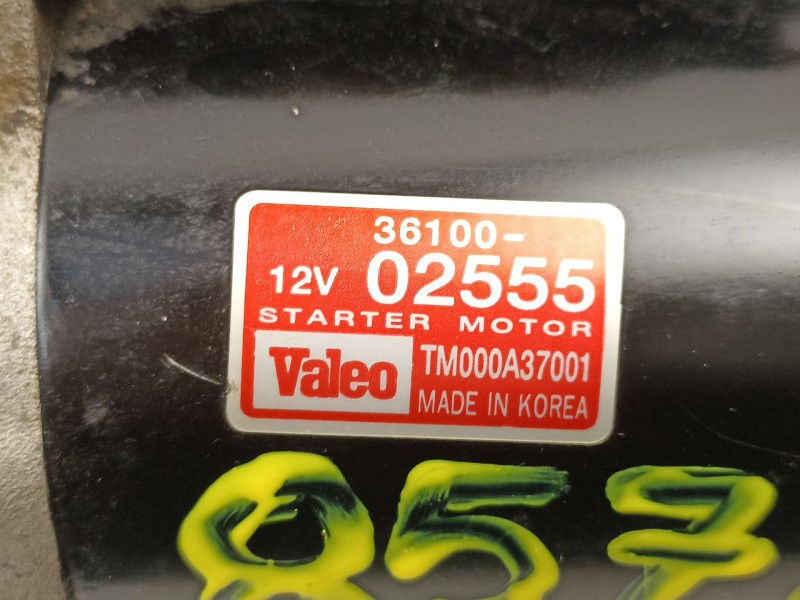 36100-
12V 02555
STARTER MOTOR
Valeo TM000A37001
MADE IN KOREA